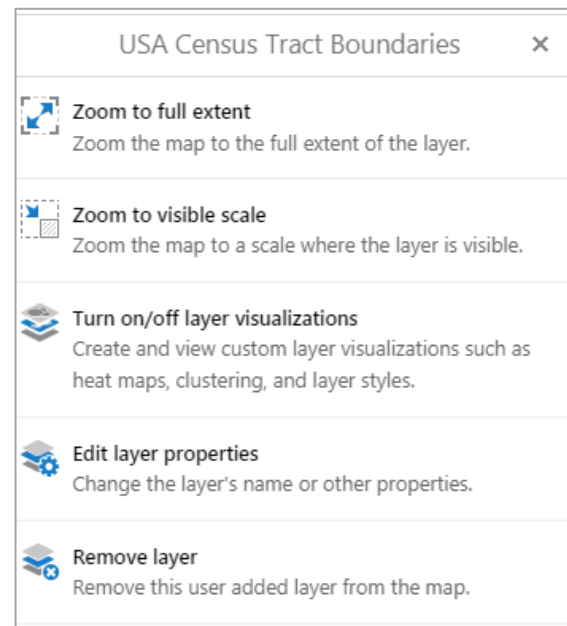 USA Census Tract Boundaries
Zoom to full extent
Zoom the map to the full extent of the layer.
Zoom to visible scale
Zoom the map to a scale where the layer is visible.
Turn on/off layer visualizations
Create and view custom layer visualizations such as
heat maps, clustering, and layer styles.
Edit layer properties
Change the layer's name or other properties.
Remove layer
Remove this user added layer from the map.